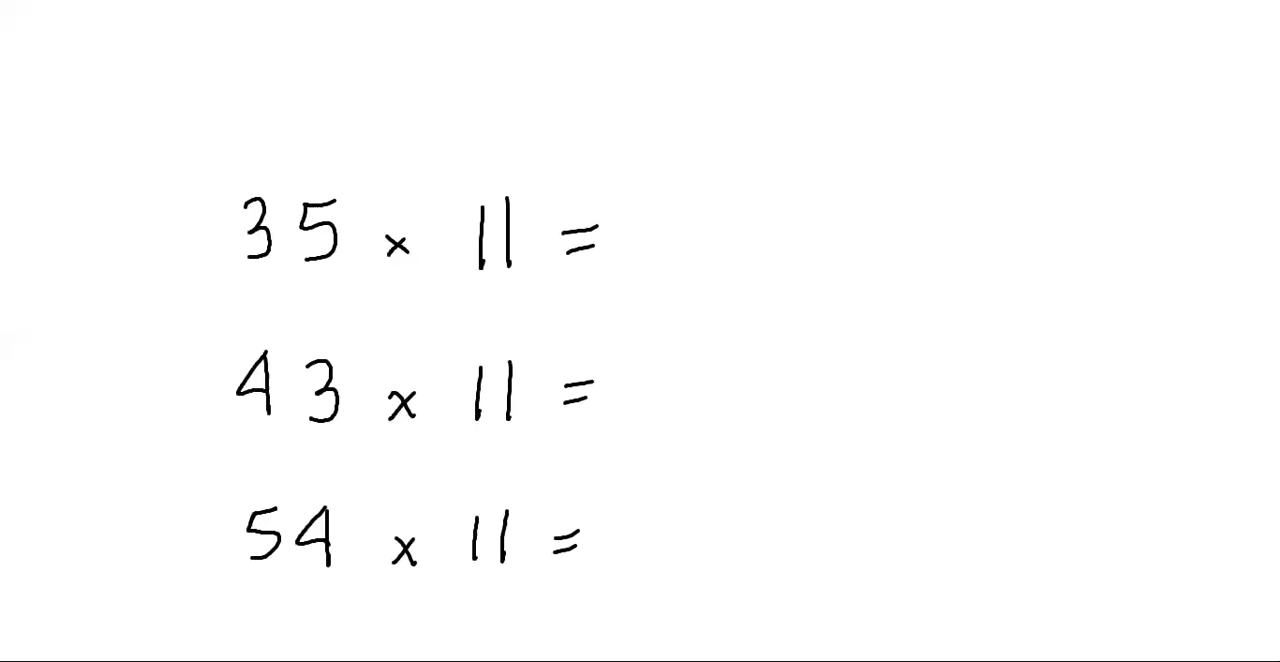 35 × 11 =
43 × 11 =
54 × 11 =